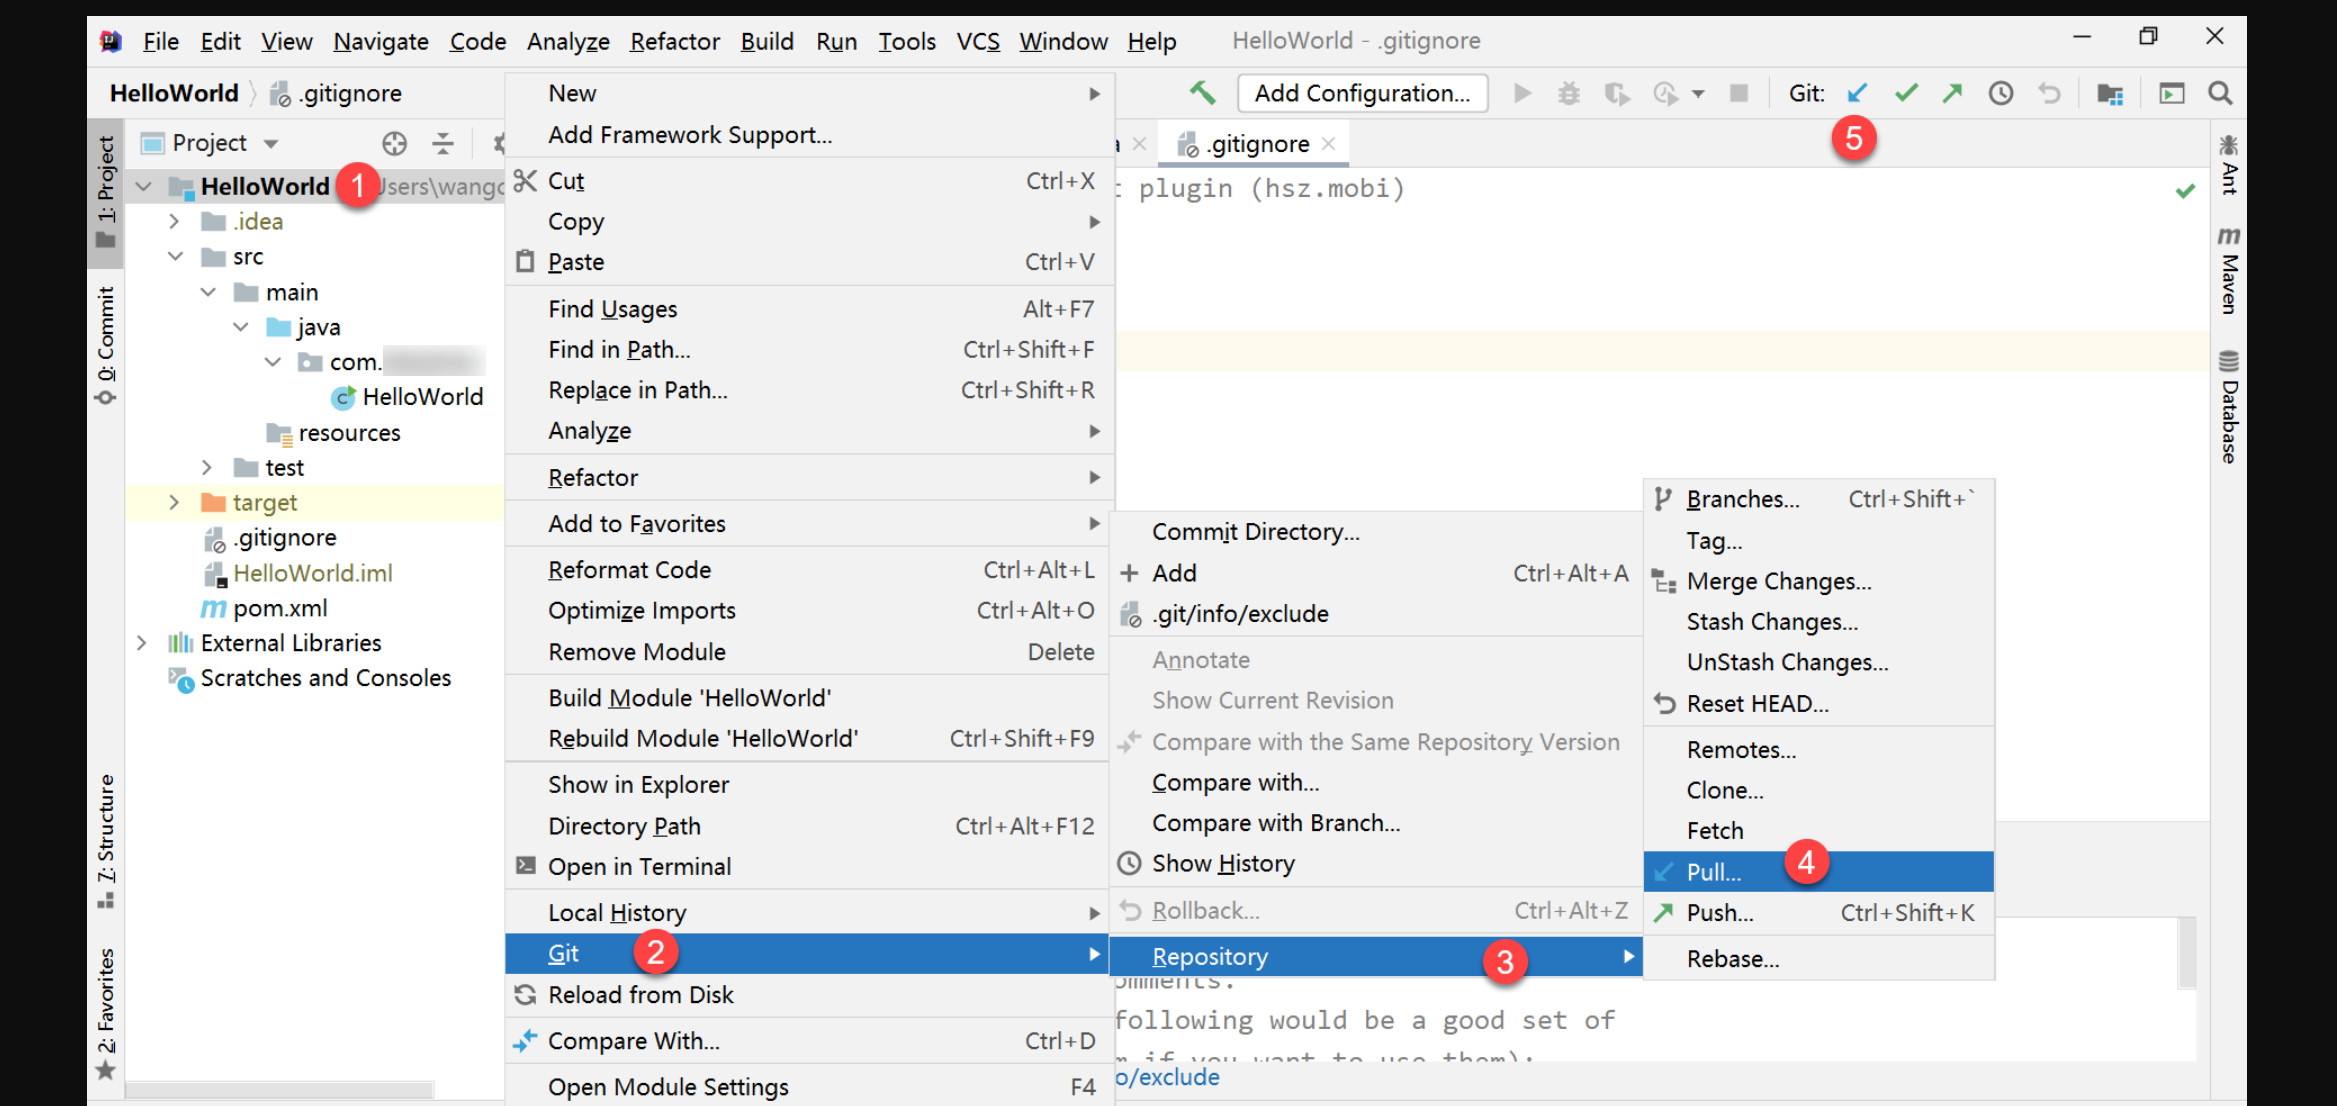 File Edit View Navigate Code Analyze Refactor Build Run Tools VCS Window Help HelloWorld - .gitignore
HelloWorld .gitignore
Add Configuration...
Git:
5
1: Project
0: Commit
7: Structure
2: Favorites
Project
HelloWorld 1 sers\wang
.idea
src
main
java
com.
HelloWorld
resources
test
target
.gitignore
HelloWorld.iml
pom.xml
External Libraries
Scratches and Consoles
New
Add Framework Support...
Cut Ctrl+X
Copy
Paste Ctrl+V
Find Usages Alt+F7
Find in Path... Ctrl+Shift+F
Replace in Path... Ctrl+Shift+R
Analyze
Refactor
Add to Favorites
Reformat Code Ctrl+Alt+L
Optimize Imports Ctrl+Alt+O
Remove Module Delete
Build Module 'HelloWorld'
Rebuild Module 'HelloWorld' Ctrl+Shift+F9
Show in Explorer
Directory Path Ctrl+Alt+F12
Open in Terminal
Local History
Git 2
Reload from Disk
Compare With... Ctrl+D
Open Module Settings F4
.gitignore
plugin (hsz.mobi)
Commit Directory...
Add Ctrl+Alt+A
.git/info/exclude
Annotate
Show Current Revision
Compare with the Same Repository Version
Compare with...
Compare with Branch...
Show History
Rollback... Ctrl+Alt+Z
Repository 3
Branches... Ctrl+Shift+`
Tag...
Merge Changes...
Stash Changes...
UnStash Changes...
Reset HEAD...
Remotes...
Clone...
Fetch
Pull... 4
Push... Ctrl+Shift+K
Rebase...
omments.
following would be a good set of
if you want to use them):
o/exclude
Ant
Maven
Database